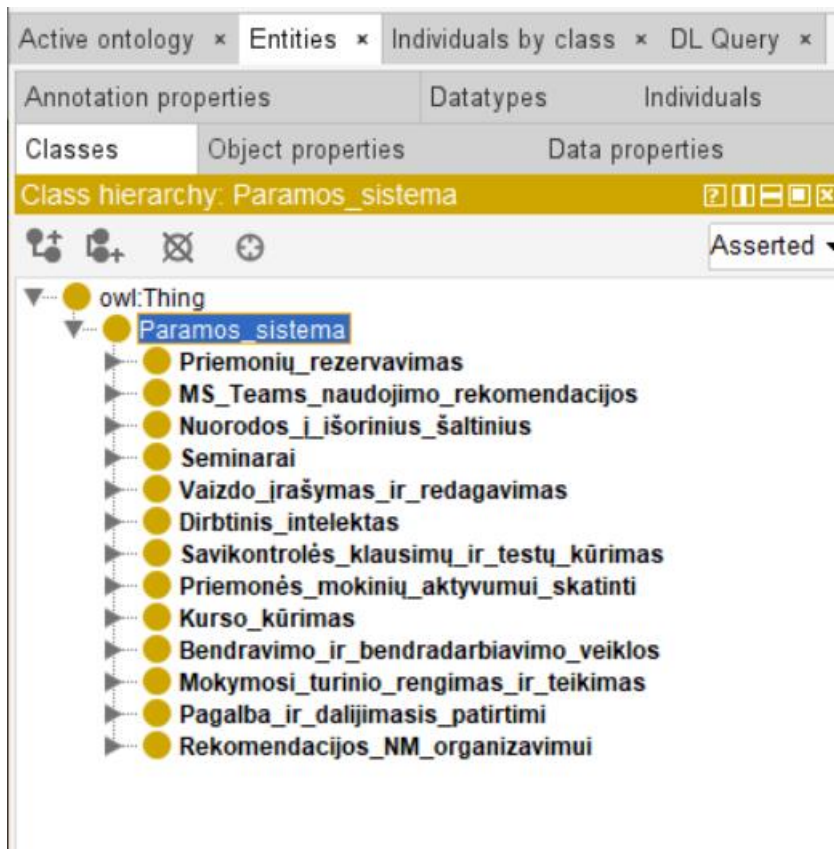 Active ontology × Entities × Individuals by class × DL Query ×
Annotation properties Datatypes Individuals
Classes Object properties Data properties
Class hierarchy: Paramos_sistema
Asserted
owl:Thing
Paramos_sistema
Priemonių_rezervavimas
MS_Teams_naudojimo_rekomendacijos
Nuorodos_į_išorinius_šaltinius
Seminarai
Vaizdo_įrašymas_ir_redagavimas
Dirbtinis_intelektas
Savikontrolės_klausimų_ir_testų_kūrimas
Priemonės_mokinių_aktyvumui_skatinti
Kurso_kūrimas
Bendravimo_ir_bendradarbiavimo_veiklos
Mokymosi_turinio_rengimas_ir_teikimas
Pagalba_ir_dalijimasis_patirtimi
Rekomendacijos_NM_organizavimui